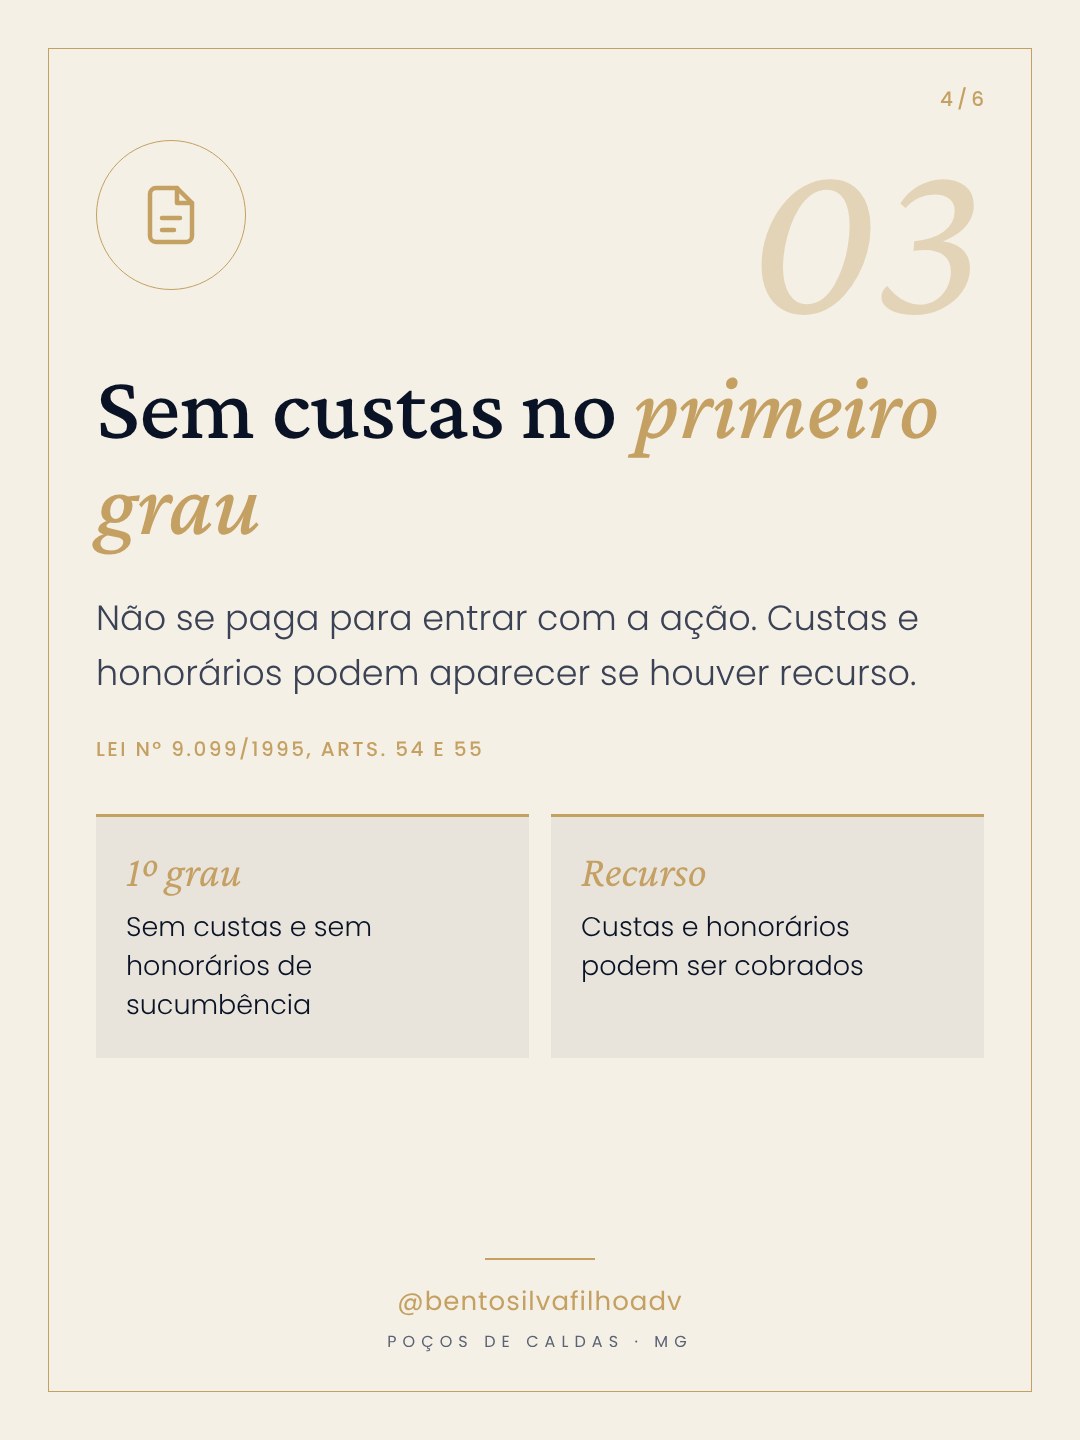 4 / 6
03
Sem custas no primeiro
grau
Não se paga para entrar com a ação. Custas e
honorários podem aparecer se houver recurso.
LEI Nº 9.099/1995, ARTS. 54 E 55
1º grau
Sem custas e sem
honorários de
sucumbência
Recurso
Custas e honorários
podem ser cobrados
@bentosilvafilhoadv
POÇOS DE CALDAS · MG